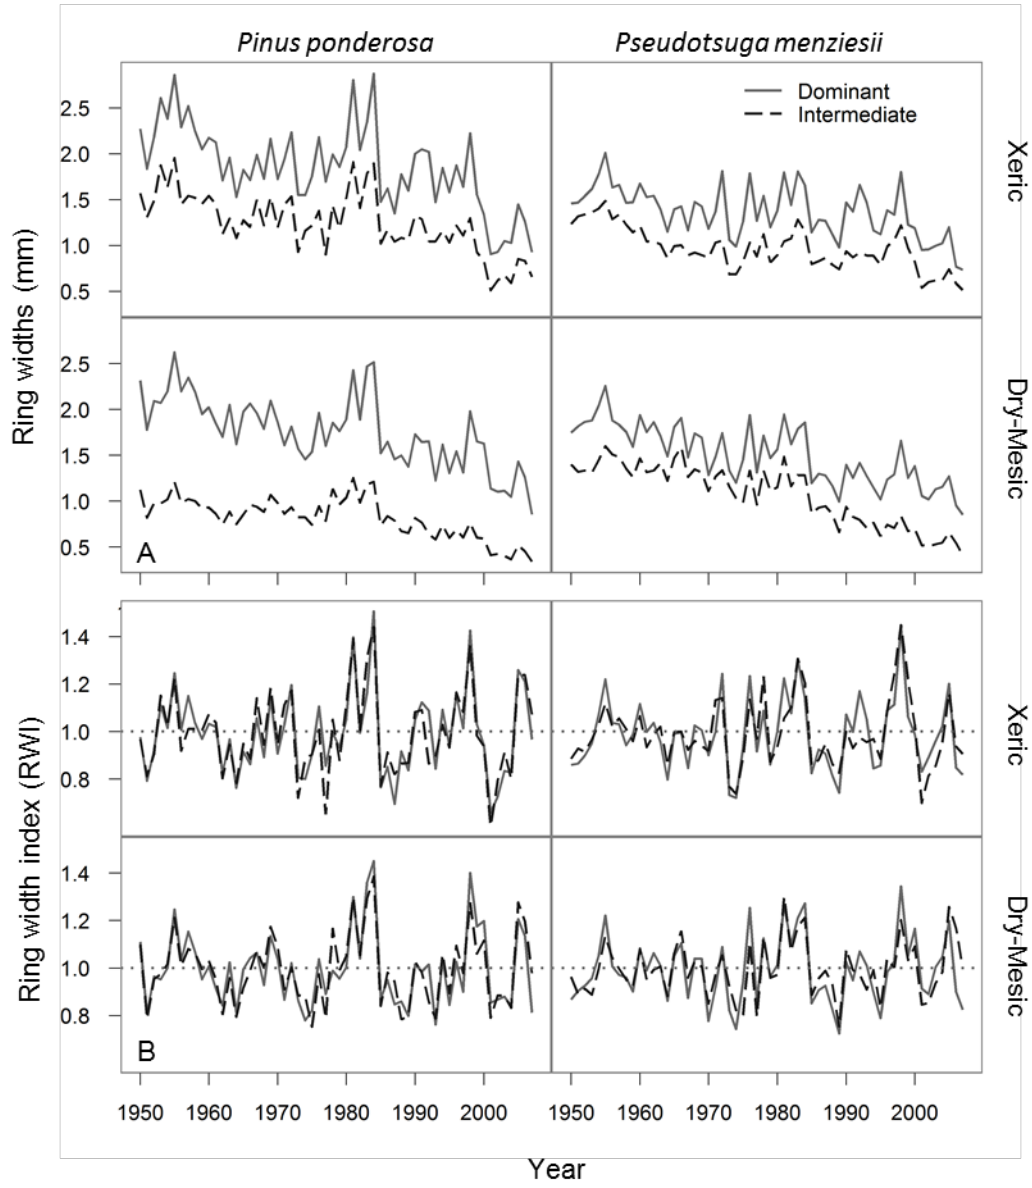 Pinus ponderosa
Pseudotsuga menziesii
Dominant
Intermediate
Ring widths (mm)
2.5
2.0
1.5
1.0
0.5
Xeric
2.5
2.0
1.5
1.0
0.5
A
Dry-Mesic
Ring width index (RWI)
1.4
1.2
1.0
0.8
Xeric
1.4
1.2
1.0
0.8
B
Dry-Mesic
1950 1960 1970 1980 1990 2000 1950 1960 1970 1980 1990 2000
Year